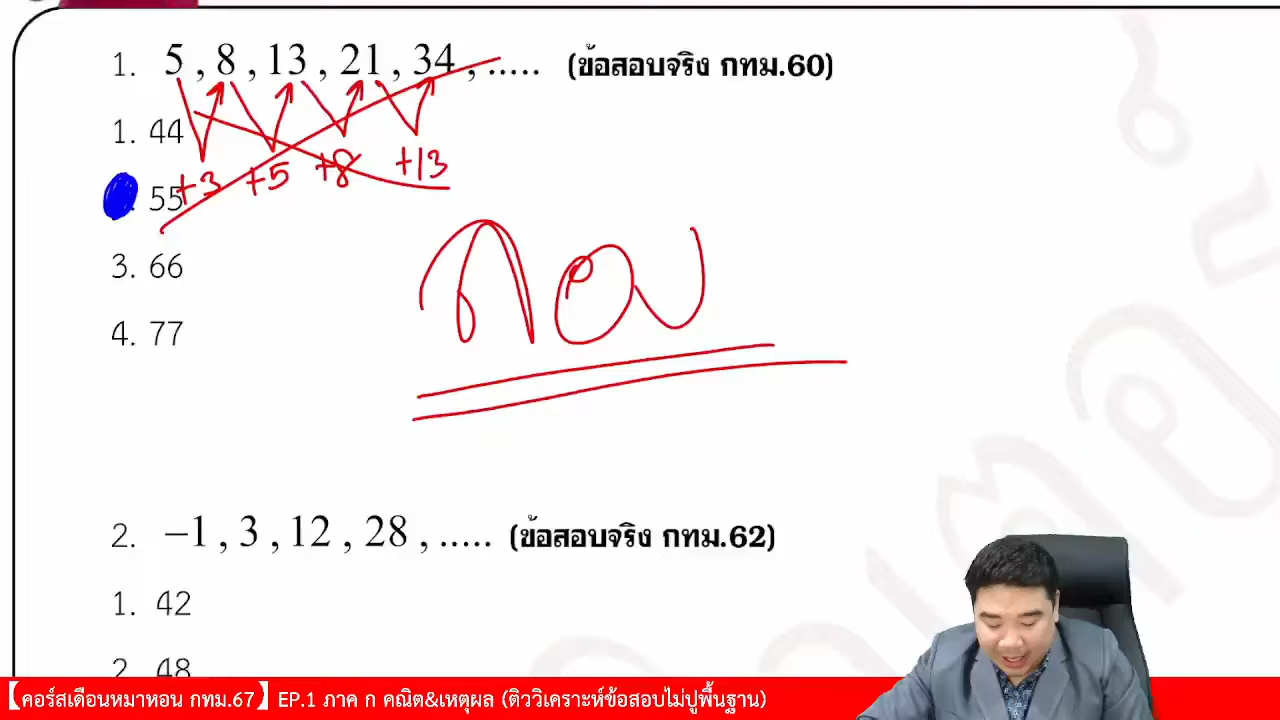 1. 5 , 8 , 13 , 21 , 34 , ..... (ข้อสอบจริง กทม.60)
1. 44
+3 +5 +8 +13
55
ตอบ
3. 66
4. 77
2. −1 , 3 , 12 , 28 , ..... (ข้อสอบจริง กทม.62)
1. 42
2. 48
【คอร์สเดือนหมาหอน กทม.67】 EP.1 ภาค ก คณิต&เหตุผล (ติววิเคราะห์ข้อสอบไม่ปูพื้นฐาน)